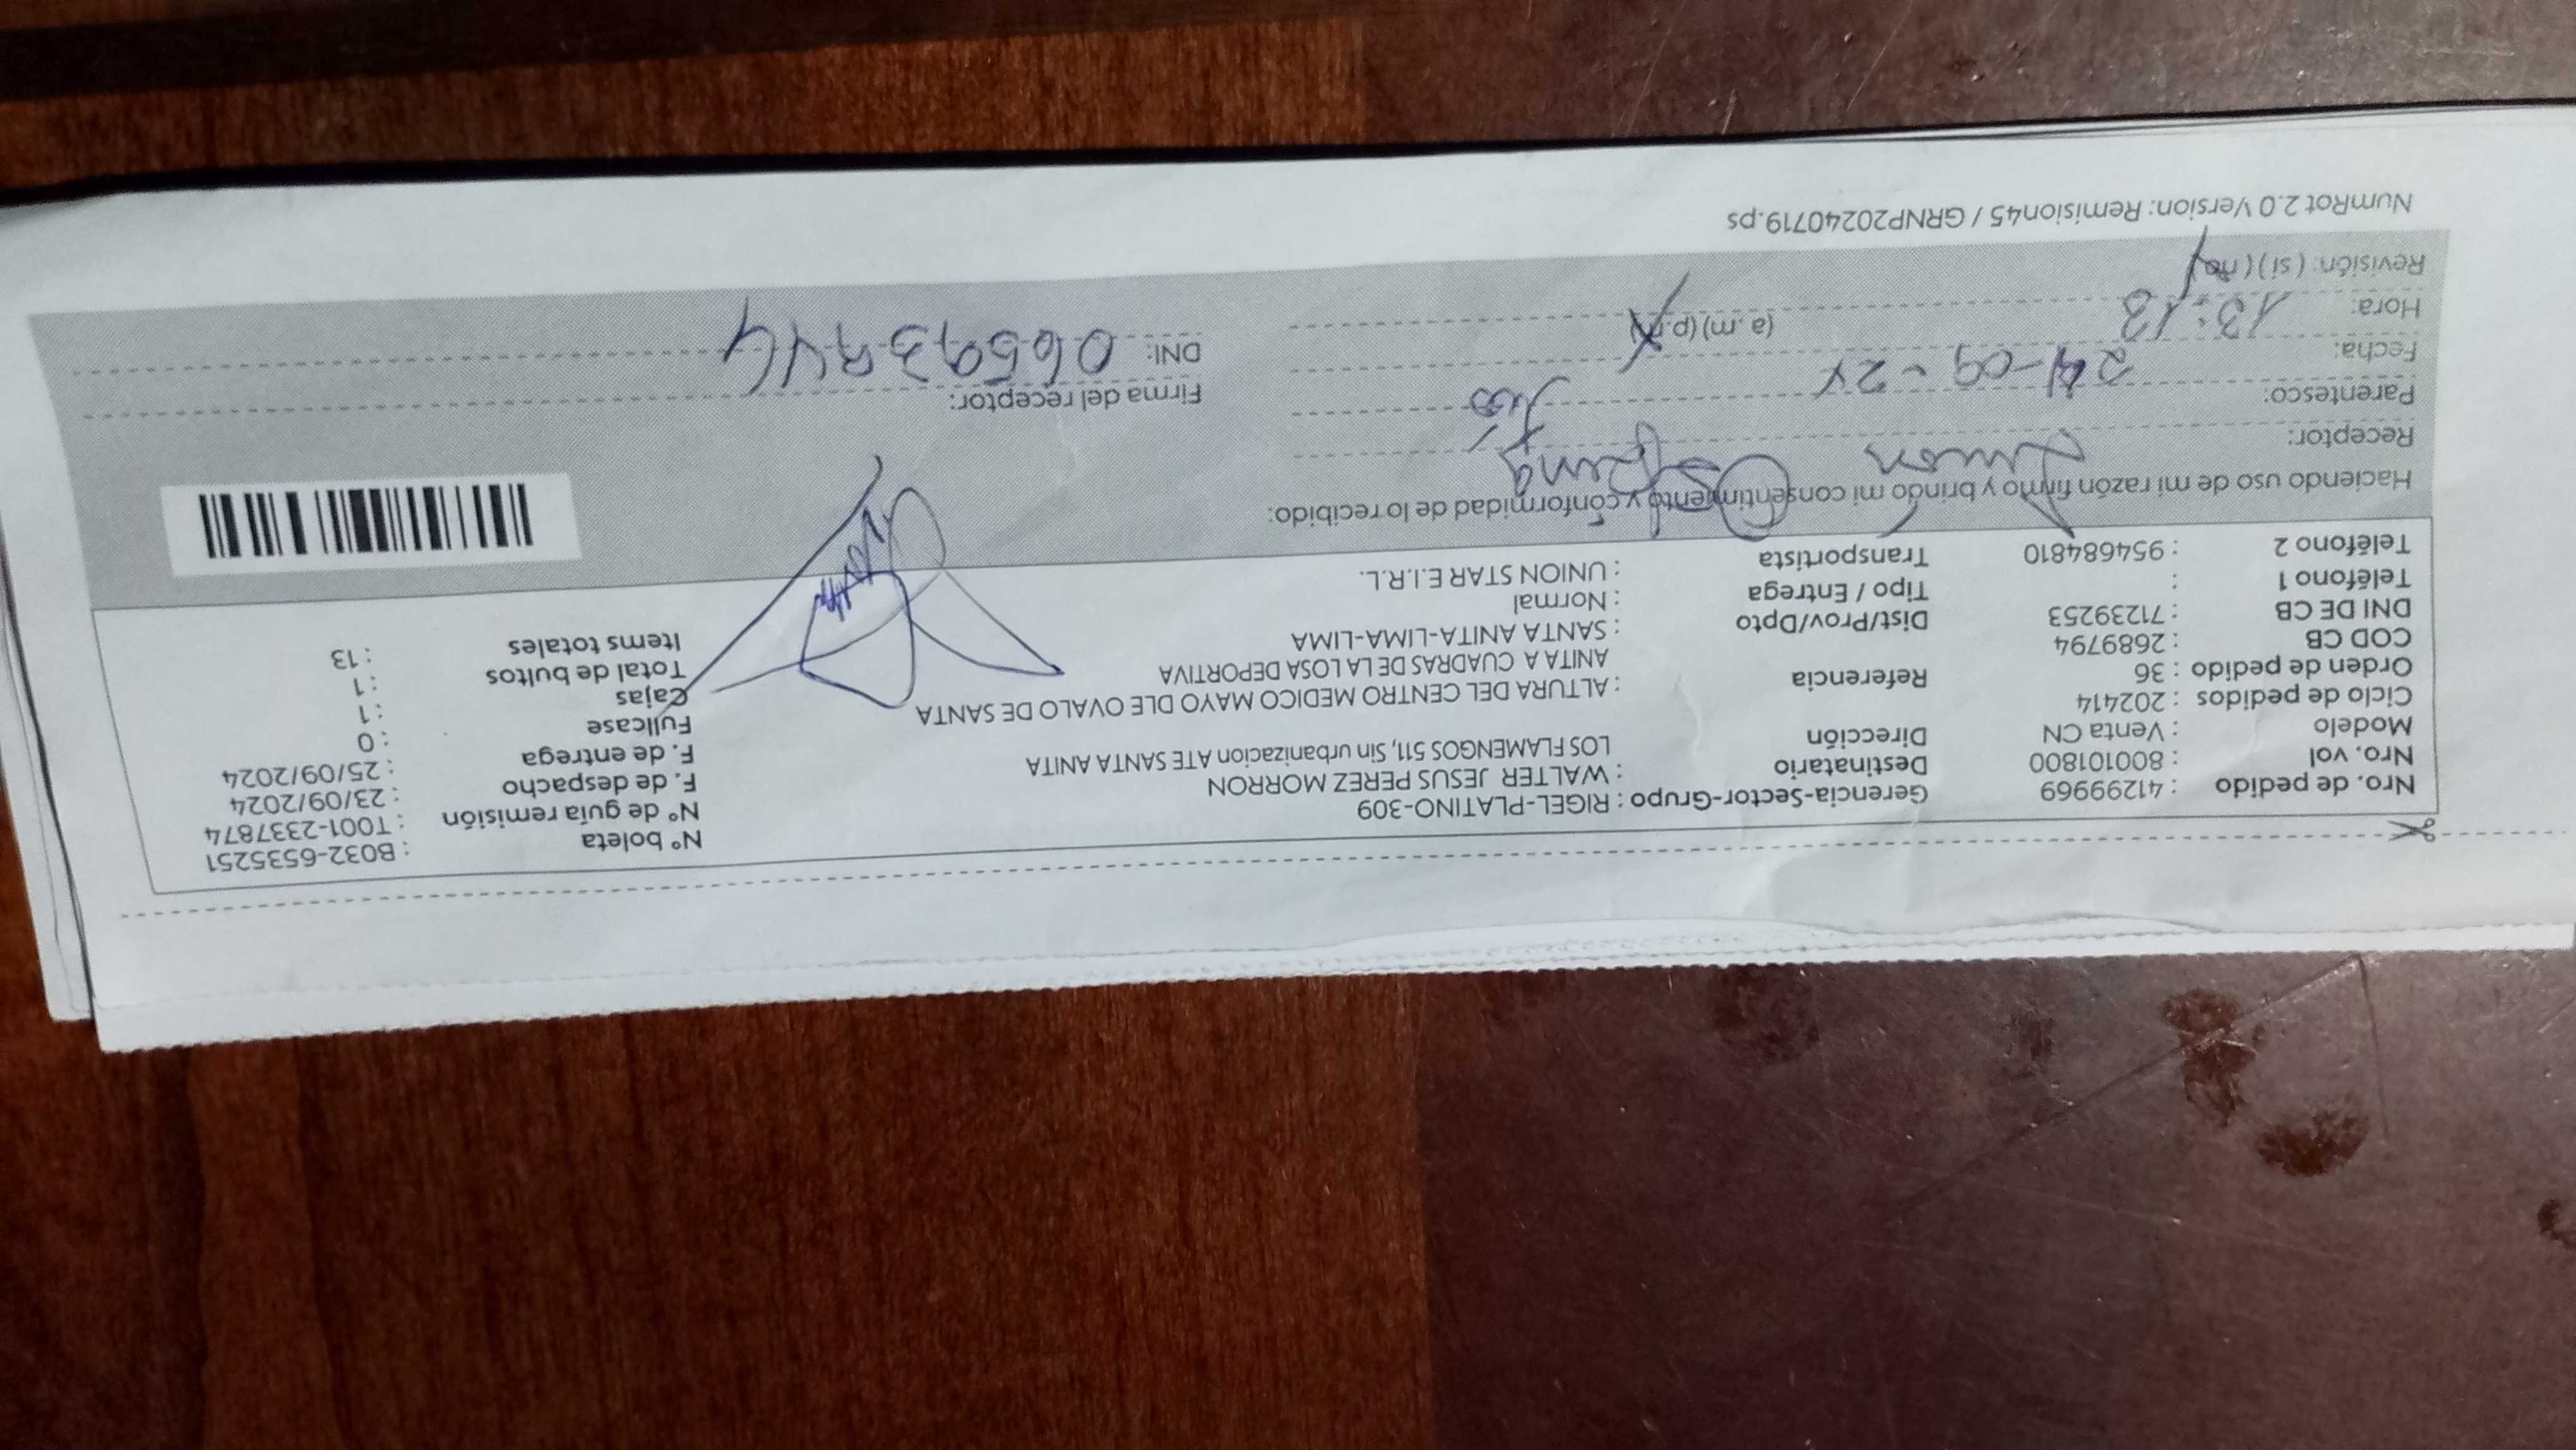 Nro. de pedido : 41299969 Gerencia-Sector-Grupo : RIGEL-PLATINO-309 N° boleta : B032-6535251
Nro. vol : 800101800 Destinatario : WALTER JESUS PEREZ MORRON N° de guía remisión : T001-2337874
Modelo : Venta CN Dirección LOS FLAMENGOS 511, Sin urbanizacion ATE SANTA ANITA F. de despacho : 23/09/2024
Ciclo de pedidos : 202414 : ALTURA DEL CENTRO MEDICO MAYO DLE OVALO DE SANTA F. de entrega : 25/09/2024
Orden de pedido : 36 Referencia ANITA A CUADRAS DE LA LOSA DEPORTIVA Fullcase : 0
COD CB : 2689794 Dist/Prov/Dpto : SANTA ANITA-LIMA-LIMA Cajas : 1
DNI DE CB : 71239253 Tipo / Entrega : Normal Total de bultos : 1
Teléfono 1 : Transportista : UNION STAR E.I.R.L. Items totales : 13
Teléfono 2 : 954684810
Haciendo uso de mi razón firmo y brindo mi consentimiento y conformidad de lo recibido:
Receptor:
Parentesco: Firma del receptor:
Fecha: 24-09-24 DNI: 06593944
Hora: 13:13 (a.m) (p.m)
Revisión: (si) (no)
NumRot 2.0 Version: Remision45 / GRNP20240719.ps